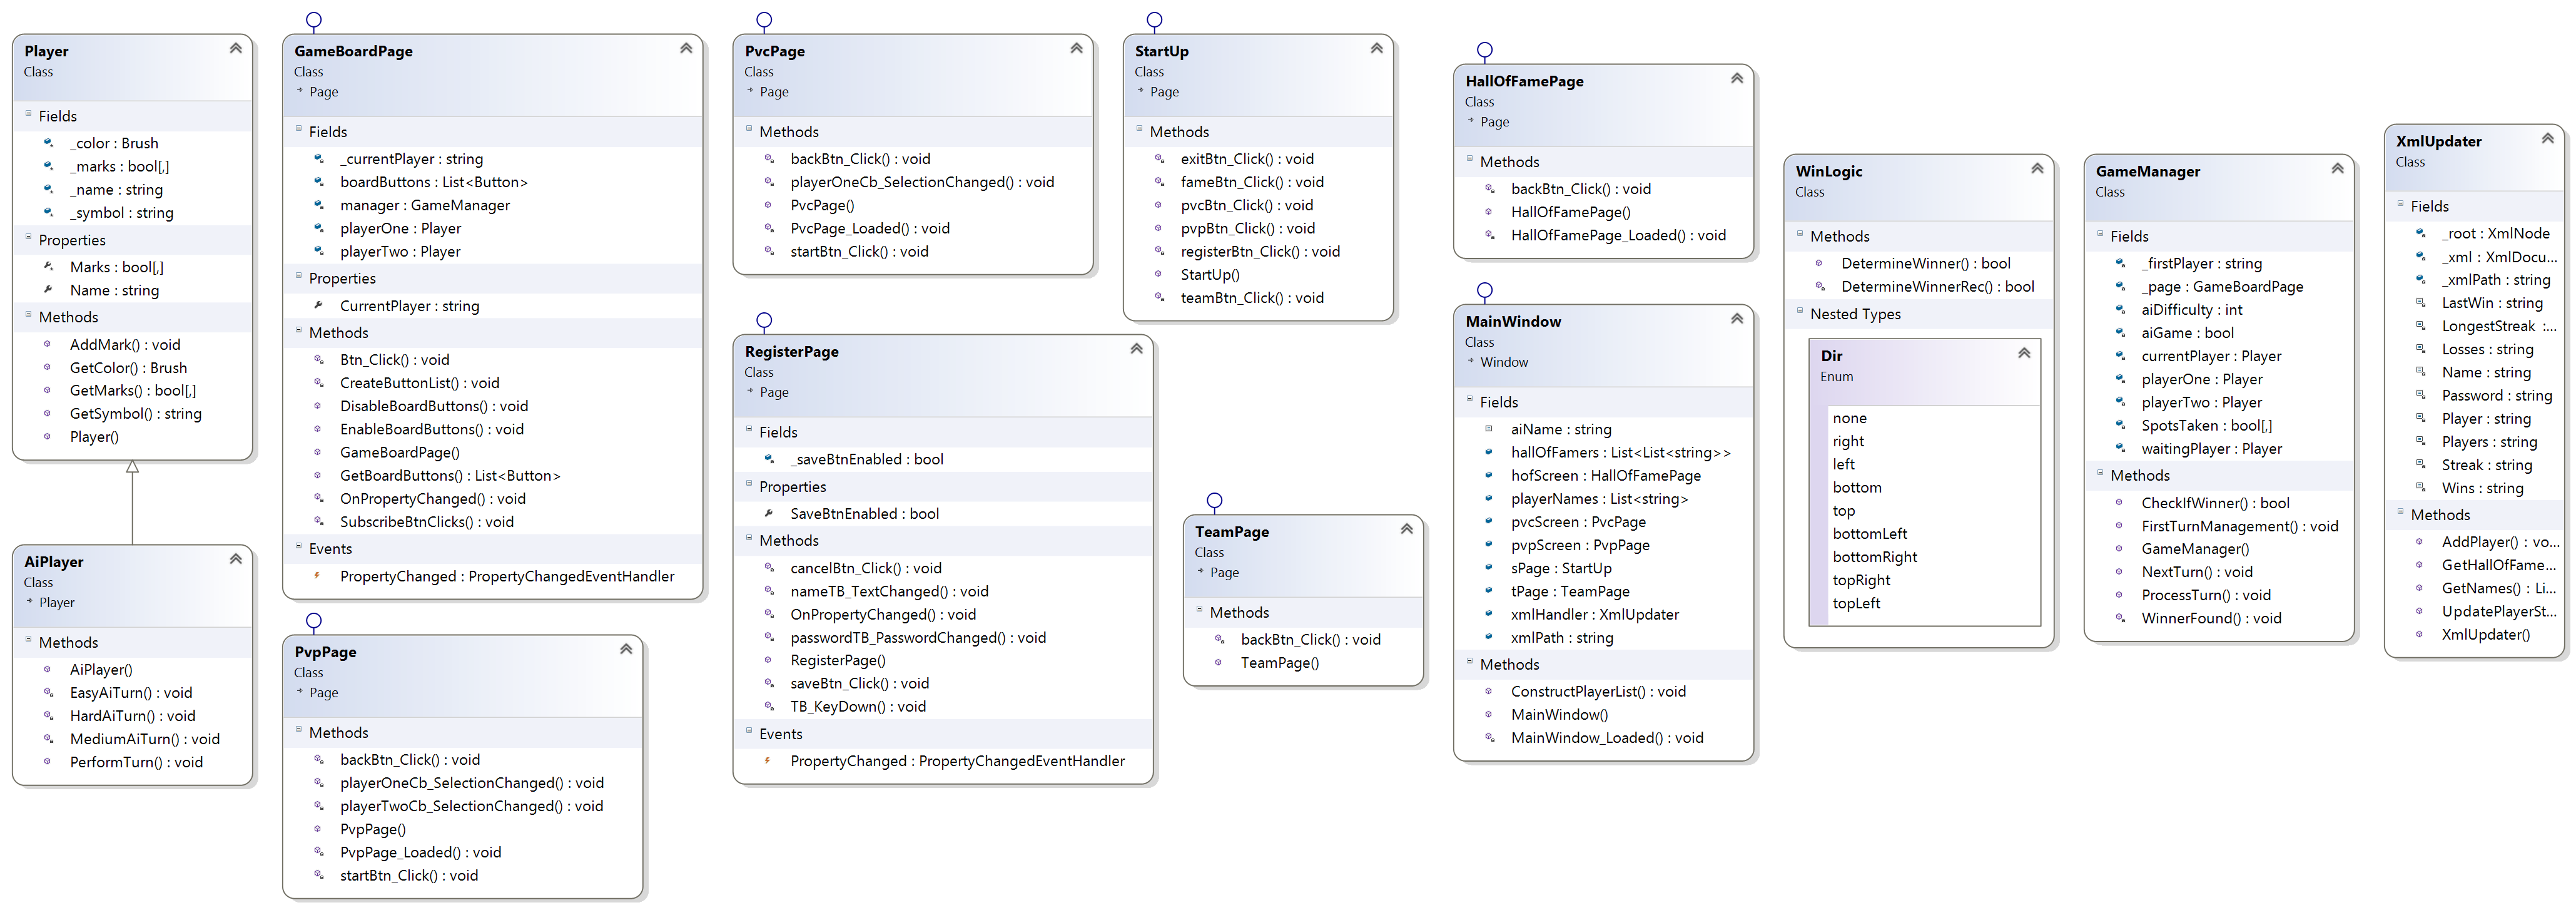 Player
Class
Fields
_color : Brush
_marks : bool[,]
_name : string
_symbol : string
Properties
Marks : bool[,]
Name : string
Methods
AddMark() : void
GetColor() : Brush
GetMarks() : bool[,]
GetSymbol() : string
Player()
AiPlayer
Class
Player
Methods
AiPlayer()
EasyAiTurn() : void
HardAiTurn() : void
MediumAiTurn() : void
PerformTurn() : void
GameBoardPage
Class
Page
Fields
_currentPlayer : string
boardButtons : List<Button>
manager : GameManager
playerOne : Player
playerTwo : Player
Properties
CurrentPlayer : string
Methods
Btn_Click() : void
CreateButtonList() : void
DisableBoardButtons() : void
EnableBoardButtons() : void
GameBoardPage()
GetBoardButtons() : List<Button>
OnPropertyChanged() : void
SubscribeBtnClicks() : void
Events
PropertyChanged : PropertyChangedEventHandler
PvpPage
Class
Page
Methods
backBtn_Click() : void
playerOneCb_SelectionChanged() : void
playerTwoCb_SelectionChanged() : void
PvpPage()
PvpPage_Loaded() : void
startBtn_Click() : void
PvcPage
Class
Page
Methods
backBtn_Click() : void
playerOneCb_SelectionChanged() : void
PvcPage()
PvcPage_Loaded() : void
startBtn_Click() : void
RegisterPage
Class
Page
Fields
_saveBtnEnabled : bool
Properties
SaveBtnEnabled : bool
Methods
cancelBtn_Click() : void
nameTB_TextChanged() : void
OnPropertyChanged() : void
passwordTB_PasswordChanged() : void
RegisterPage()
saveBtn_Click() : void
TB_KeyDown() : void
Events
PropertyChanged : PropertyChangedEventHandler
StartUp
Class
Page
Methods
exitBtn_Click() : void
fameBtn_Click() : void
pvcBtn_Click() : void
pvpBtn_Click() : void
registerBtn_Click() : void
StartUp()
teamBtn_Click() : void
TeamPage
Class
Page
Methods
backBtn_Click() : void
TeamPage()
HallOfFamePage
Class
Page
Methods
backBtn_Click() : void
HallOfFamePage()
HallOfFamePage_Loaded() : void
MainWindow
Class
Window
Fields
aiName : string
hallOfFamers : List<List<string>>
hofScreen : HallOfFamePage
playerNames : List<string>
pvcScreen : PvcPage
pvpScreen : PvpPage
sPage : StartUp
tPage : TeamPage
xmlHandler : XmlUpdater
xmlPath : string
Methods
ConstructPlayerList() : void
MainWindow()
MainWindow_Loaded() : void
WinLogic
Class
Methods
DetermineWinner() : bool
DetermineWinnerRec() : bool
Nested Types
Dir
Enum
none
right
left
bottom
top
bottomLeft
bottomRight
topRight
topLeft
GameManager
Class
Fields
_firstPlayer : string
_page : GameBoardPage
aiDifficulty : int
aiGame : bool
currentPlayer : Player
playerOne : Player
playerTwo : Player
SpotsTaken : bool[,]
waitingPlayer : Player
Methods
CheckIfWinner() : bool
FirstTurnManagement() : void
GameManager()
NextTurn() : void
ProcessTurn() : void
WinnerFound() : void
XmlUpdater
Class
Fields
_root : XmlNode
_xml : XmlDocu...
_xmlPath : string
LastWin : string
LongestStreak :...
Losses : string
Name : string
Password : string
Player : string
Players : string
Streak : string
Wins : string
Methods
AddPlayer() : vo...
GetHallOfFame...
GetNames() : Li...
UpdatePlayerSt...
XmlUpdater()